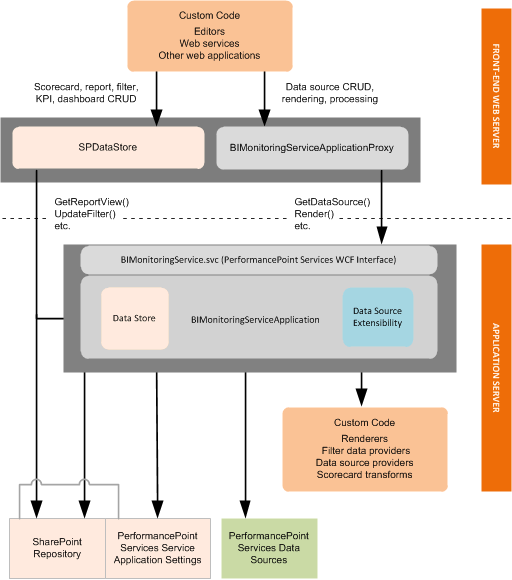 Custom Code
Editors
Web services
Other web applications
FRONT-END WEB SERVER
Scorecard, report, filter,
KPI, dashboard CRUD
Data source CRUD,
rendering, processing
SPDataStore
BIMonitoringServiceApplicationProxy
GetReportView()
UpdateFilter()
etc.
GetDataSource()
Render()
etc.
BIMonitoringService.svc (PerformancePoint Services WCF Interface)
Data Store
BIMonitoringServiceApplication
Data Source
Extensibility
APPLICATION SERVER
Custom Code
Renderers
Filter data providers
Data source providers
Scorecard transforms
SharePoint
Repository
PerformancePoint
Services Service
Application Settings
PerformancePoint
Services Data
Sources